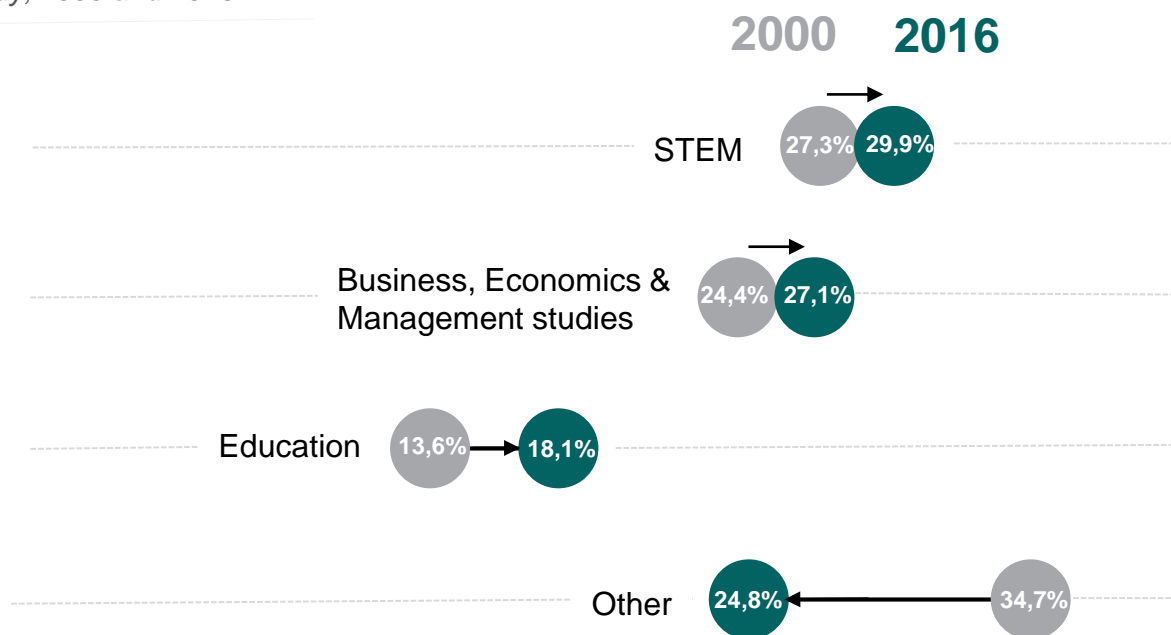 2000 2016
STEM 27,3% 29,9%
Business, Economics &
Management studies
24,4% 27,1%
Education 13,6% 18,1%
Other 24,8% 34,7%